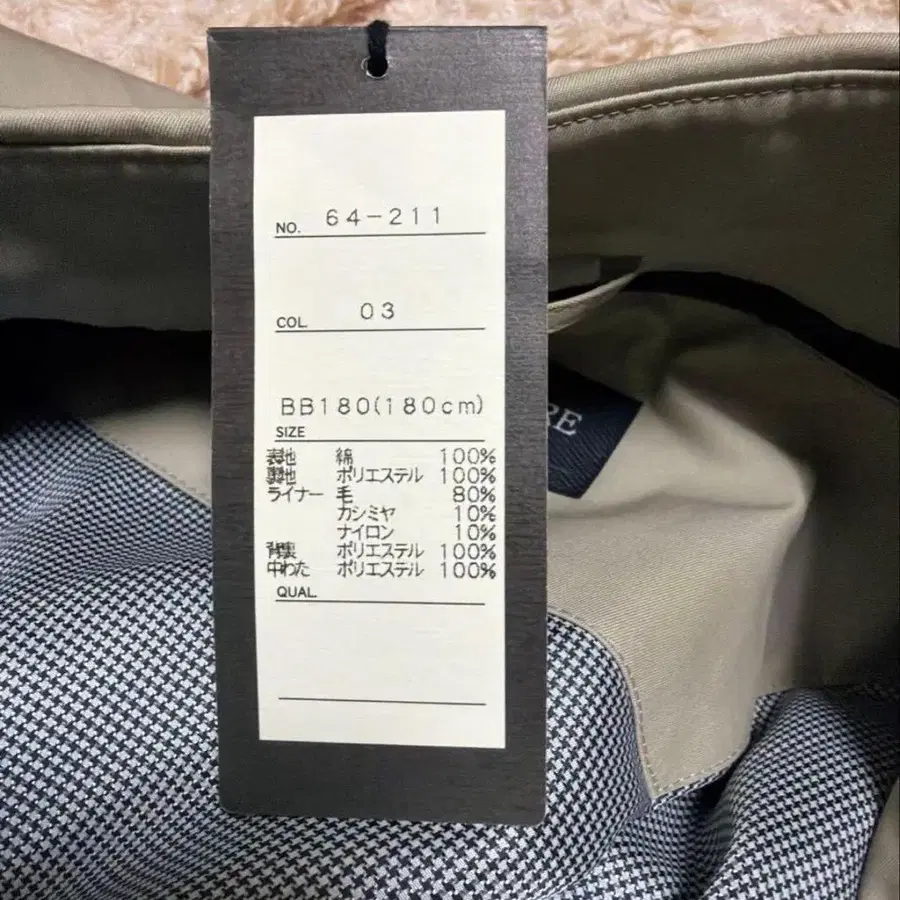 NO. 64-211
COL. 03
BB180(180cm)
SIZE
表地 綿 100%
裏地 ポリエステル 100%
ライナー 毛 80%
カシミヤ 10%
ナイロン 10%
背裏 ポリエステル 100%
中わた ポリエステル 100%
QUAL.
RE